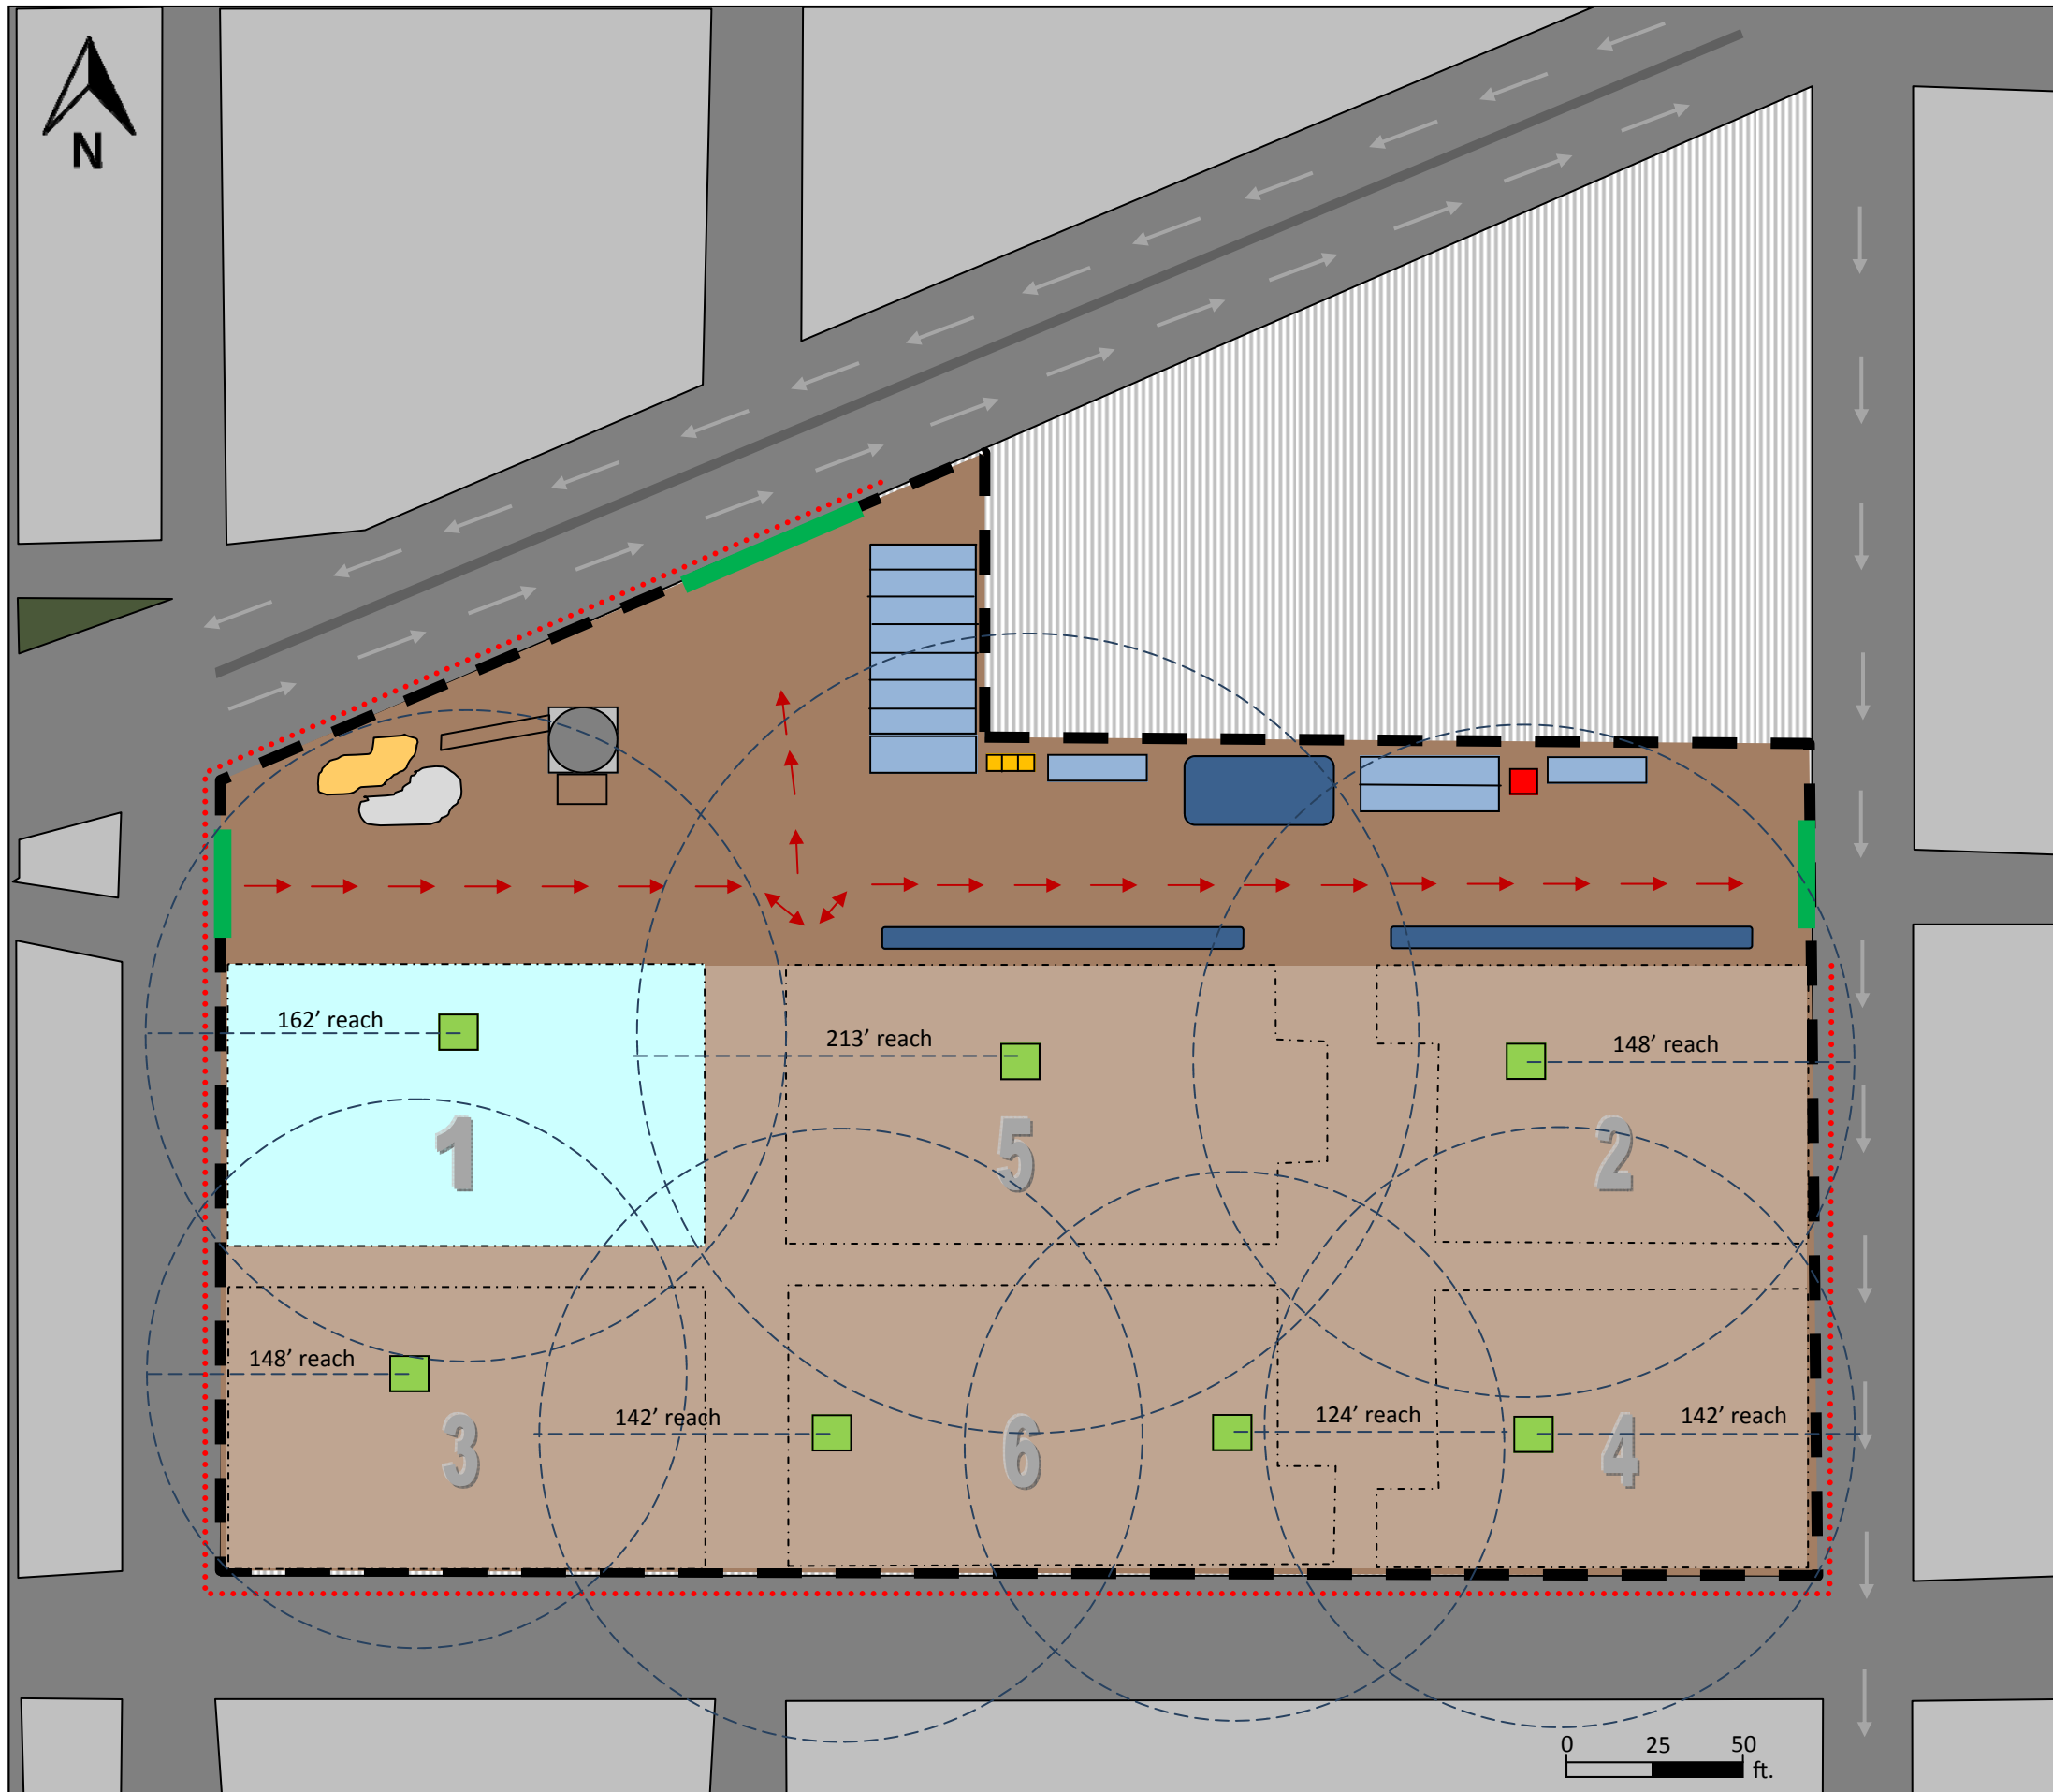 N
162’ reach
213’ reach
148’ reach
1
5
2
148’ reach
142’ reach
124’ reach
142’ reach
3
6
4
0 25 50
ft.